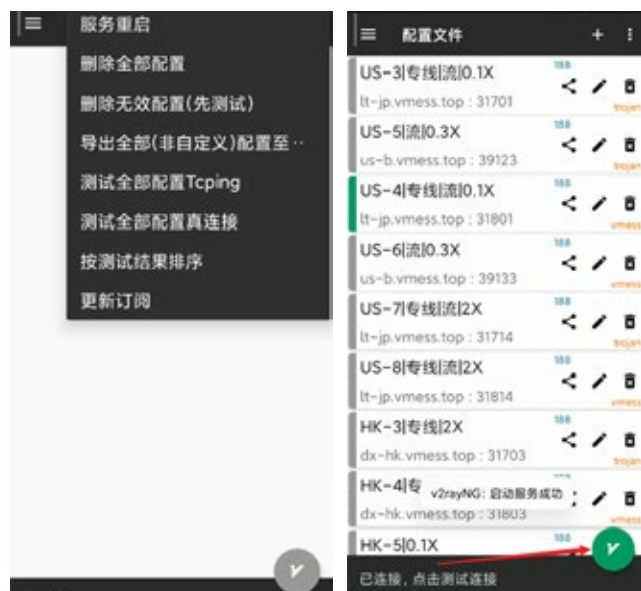 服务重启
删除全部配置
删除无效配置(先测试)
导出全部(非自定义)配置至··
测试全部配置Tcping
测试全部配置真连接
按测试结果排序
更新订阅
配置文件
US-3|专线|流|0.1X
188
lt-jp.vmess.top : 31701
trojan
US-5|流|0.3X
188
us-b.vmess.top : 39123
trojan
US-4|专线|流|0.1X
188
lt-jp.vmess.top : 31801
vmess
US-6|流|0.3X
188
us-b.vmess.top : 39133
vmess
US-7|专线|流|2X
188
lt-jp.vmess.top : 31714
trojan
US-8|专线|流|2X
188
lt-jp.vmess.top : 31814
vmess
HK-3|专线|2X
188
dx-hk.vmess.top : 31703
trojan
HK-4|专
v2rayNG: 启动服务成功
dx-hk.vmess.top : 31803
vmess
HK-5|0.1X
188
已连接，点击测试连接